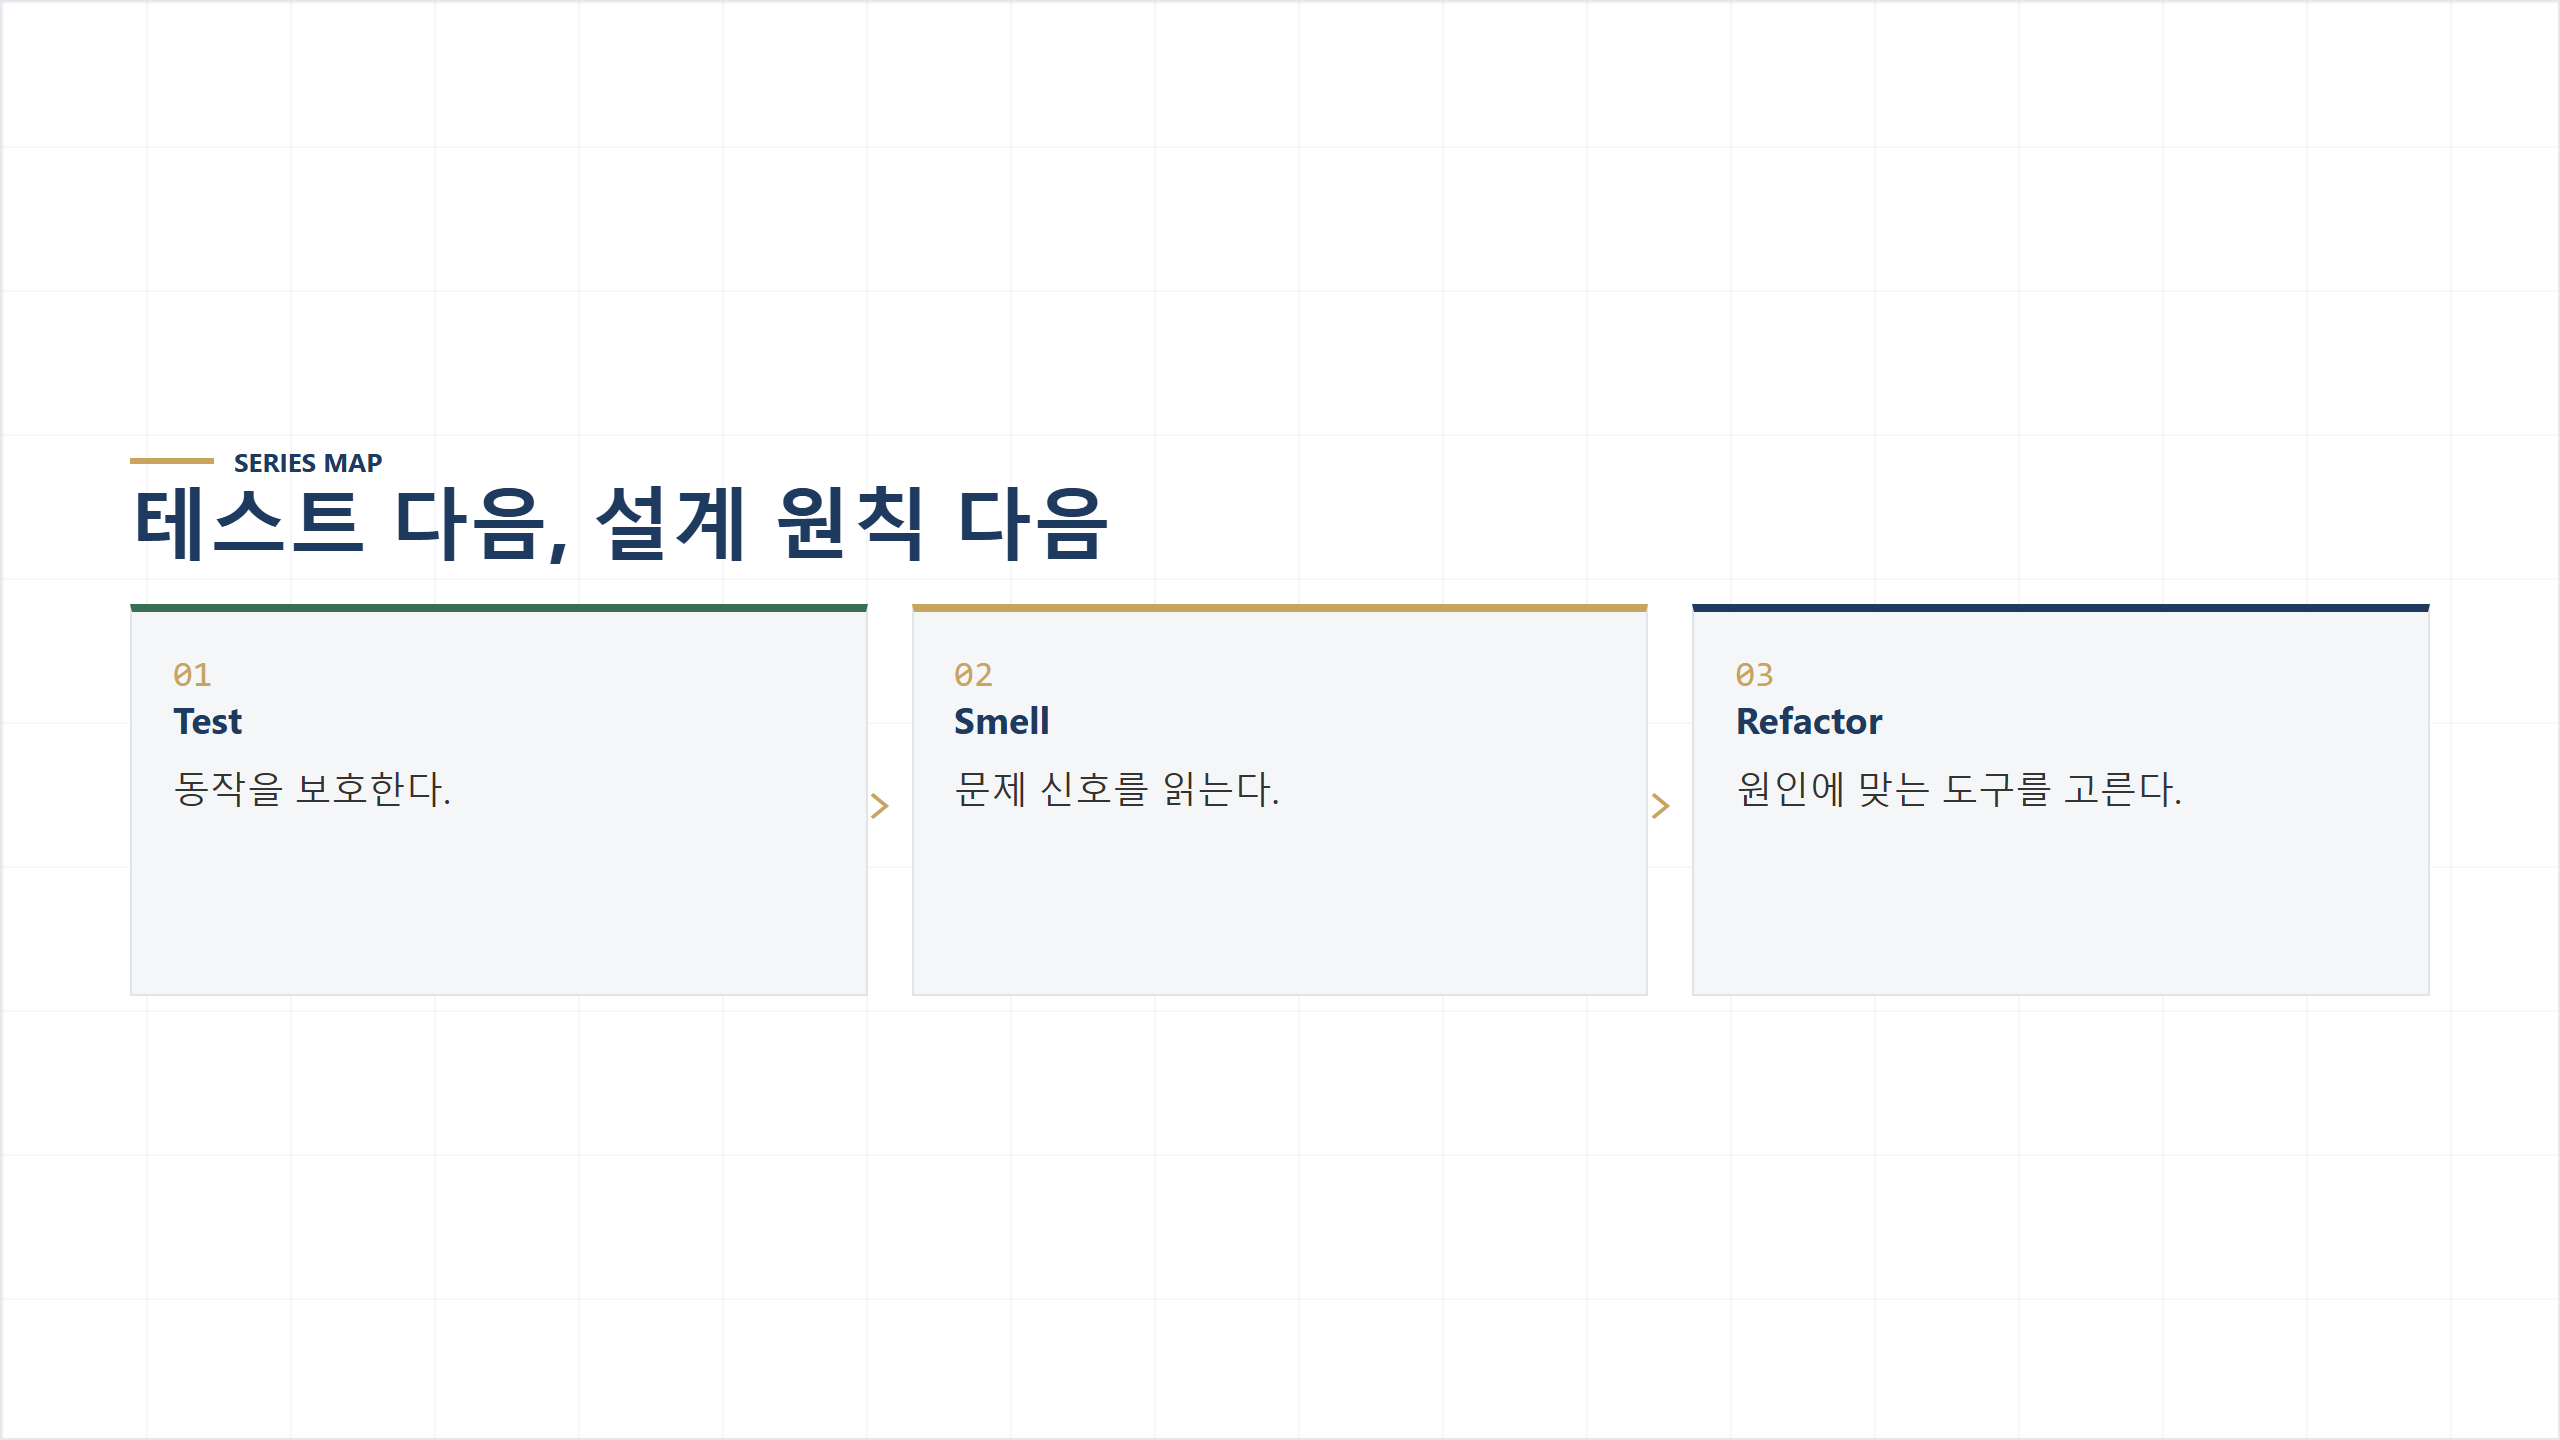 SERIES MAP
테스트 다음, 설계 원칙 다음
01
Test
동작을 보호한다.
>
02
Smell
문제 신호를 읽는다.
>
03
Refactor
원인에 맞는 도구를 고른다.